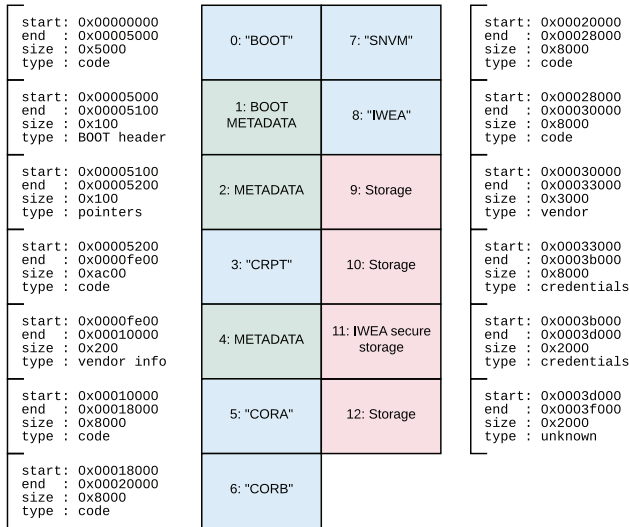 start: 0x00000000
end  : 0x00005000
size : 0x5000
type : code
start: 0x00005000
end  : 0x00005100
size : 0x100
type : BOOT header
start: 0x00005100
end  : 0x00005200
size : 0x100
type : pointers
start: 0x00005200
end  : 0x0000fe00
size : 0xac00
type : code
start: 0x0000fe00
end  : 0x00010000
size : 0x200
type : vendor info
start: 0x00010000
end  : 0x00018000
size : 0x8000
type : code
start: 0x00018000
end  : 0x00020000
size : 0x8000
type : code
0: "BOOT"
1: BOOT
METADATA
2: METADATA
3: "CRPT"
4: METADATA
5: "CORA"
6: "CORB"
7: "SNVM"
8: "IWEA"
9: Storage
10: Storage
11: IWEA secure
storage
12: Storage
start: 0x00020000
end  : 0x00028000
size : 0x8000
type : code
start: 0x00028000
end  : 0x00030000
size : 0x8000
type : code
start: 0x00030000
end  : 0x00033000
size : 0x3000
type : vendor
start: 0x00033000
end  : 0x0003b000
size : 0x8000
type : credentials
start: 0x0003b000
end  : 0x0003d000
size : 0x2000
type : credentials
start: 0x0003d000
end  : 0x0003f000
size : 0x2000
type : unknown